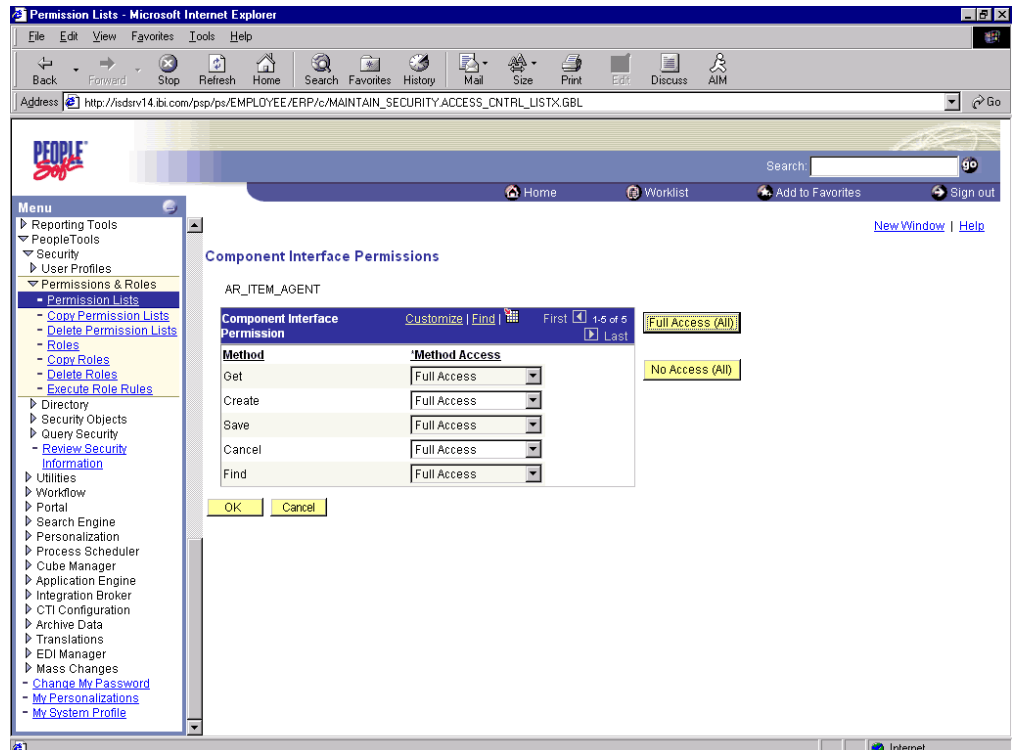 Permission Lists - Microsoft Internet Explorer
File Edit View Favorites Tools Help
Back Forward Stop Refresh Home Search Favorites History Mail Size Print Edit Discuss AIM
Address http://isdsrv14.ibi.com/psp/ps/EMPLOYEE/ERP/c/MAINTAIN_SECURITY.ACCESS_CNTRL_LISTX.GBL Go
PEOPLE Soft
Search: go
Home Worklist Add to Favorites Sign out
Menu
Reporting Tools
PeopleTools
Security
User Profiles
Permissions & Roles
- Permission Lists
- Copy Permission Lists
- Delete Permission Lists
- Roles
- Copy Roles
- Delete Roles
- Execute Role Rules
Directory
Security Objects
Query Security
- Review Security
Information
Utilities
Workflow
Portal
Search Engine
Personalization
Process Scheduler
Cube Manager
Application Engine
Integration Broker
CTI Configuration
Archive Data
Translations
EDI Manager
Mass Changes
- Change My Password
- My Personalizations
- My System Profile
New Window | Help
Component Interface Permissions
AR_ITEM_AGENT
Component Interface
Permission
Customize | Find | First 1-5 of 5
Last
Method *Method Access
Get Full Access
Create Full Access
Save Full Access
Cancel Full Access
Find Full Access
Full Access (All)
No Access (All)
OK Cancel
Internet